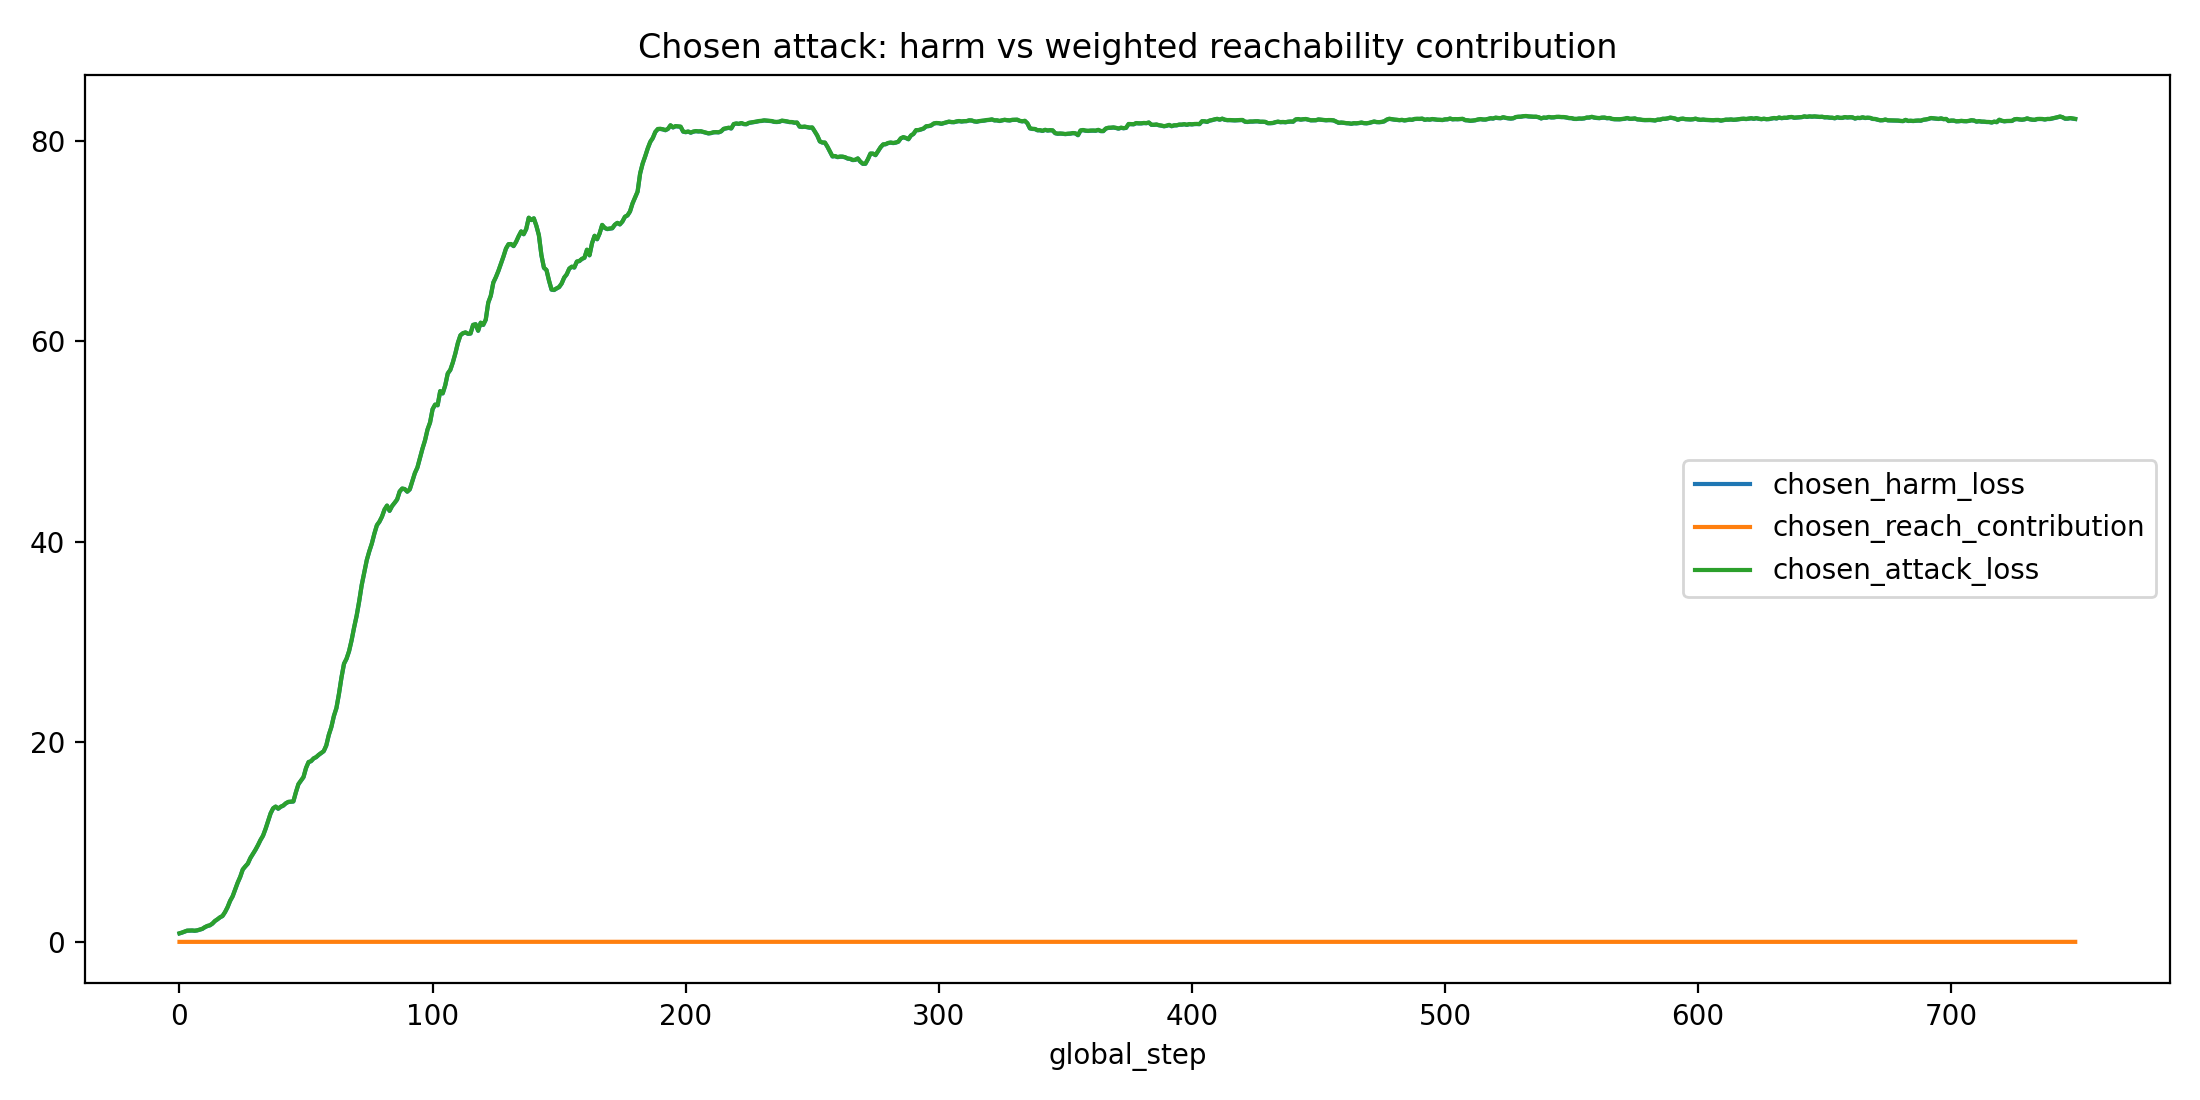 Chosen attack: harm vs weighted reachability contribution
80
60
40
20
0
chosen_harm_loss
chosen_reach_contribution
chosen_attack_loss
0 100 200 300 400 500 600 700
global_step